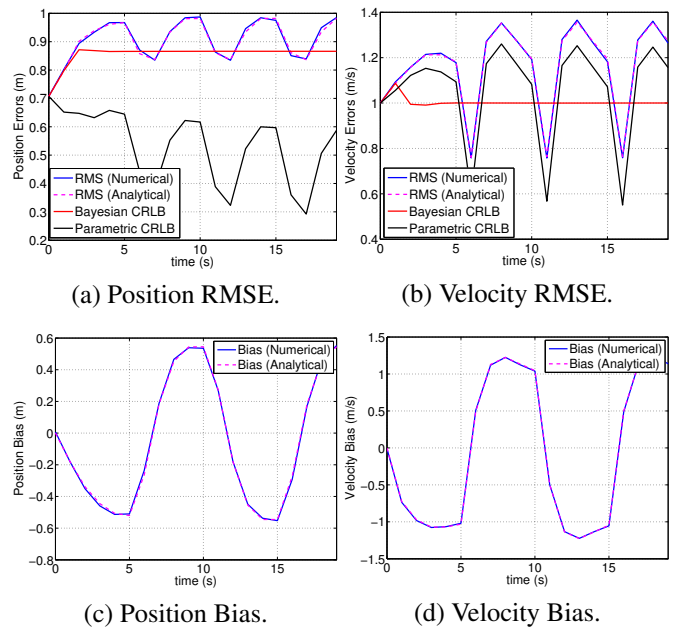 Position Errors (m)
1
0.9
0.8
0.7
0.6
0.5
0.4
0.3
0.2
RMS (Numerical)
RMS (Analytical)
Bayesian CRLB
Parametric CRLB
0 5 10 15
time (s)
(a) Position RMSE.
Velocity Errors (m/s)
1.4
1.2
1
0.8
0.6
0.4
RMS (Numerical)
RMS (Analytical)
Bayesian CRLB
Parametric CRLB
0 5 10 15
time (s)
(b) Velocity RMSE.
Position Bias (m)
0.6
0.4
0.2
0
−0.2
−0.4
−0.6
−0.8
Bias (Numerical)
Bias (Analytical)
0 5 10 15
time (s)
(c) Position Bias.
Velocity Bias (m/s)
1.5
1
0.5
0
−0.5
−1
−1.5
Bias (Numerical)
Bias (Analytical)
0 5 10 15
time (s)
(d) Velocity Bias.